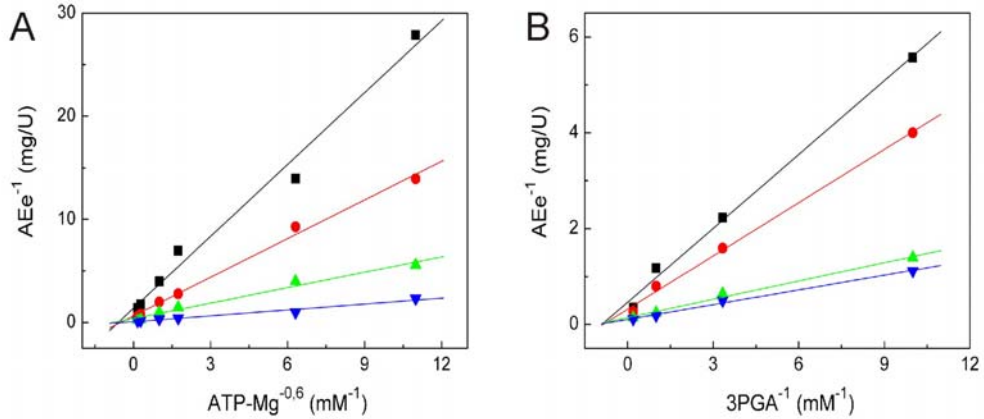 A
AEe⁻¹ (mg/U)
30
20
10
0
0 3 6 9 12
ATP-Mg⁻⁰,⁶ (mM⁻¹)
B
AEe⁻¹ (mg/U)
6
4
2
0
0 3 6 9 12
3PGA⁻¹ (mM⁻¹)